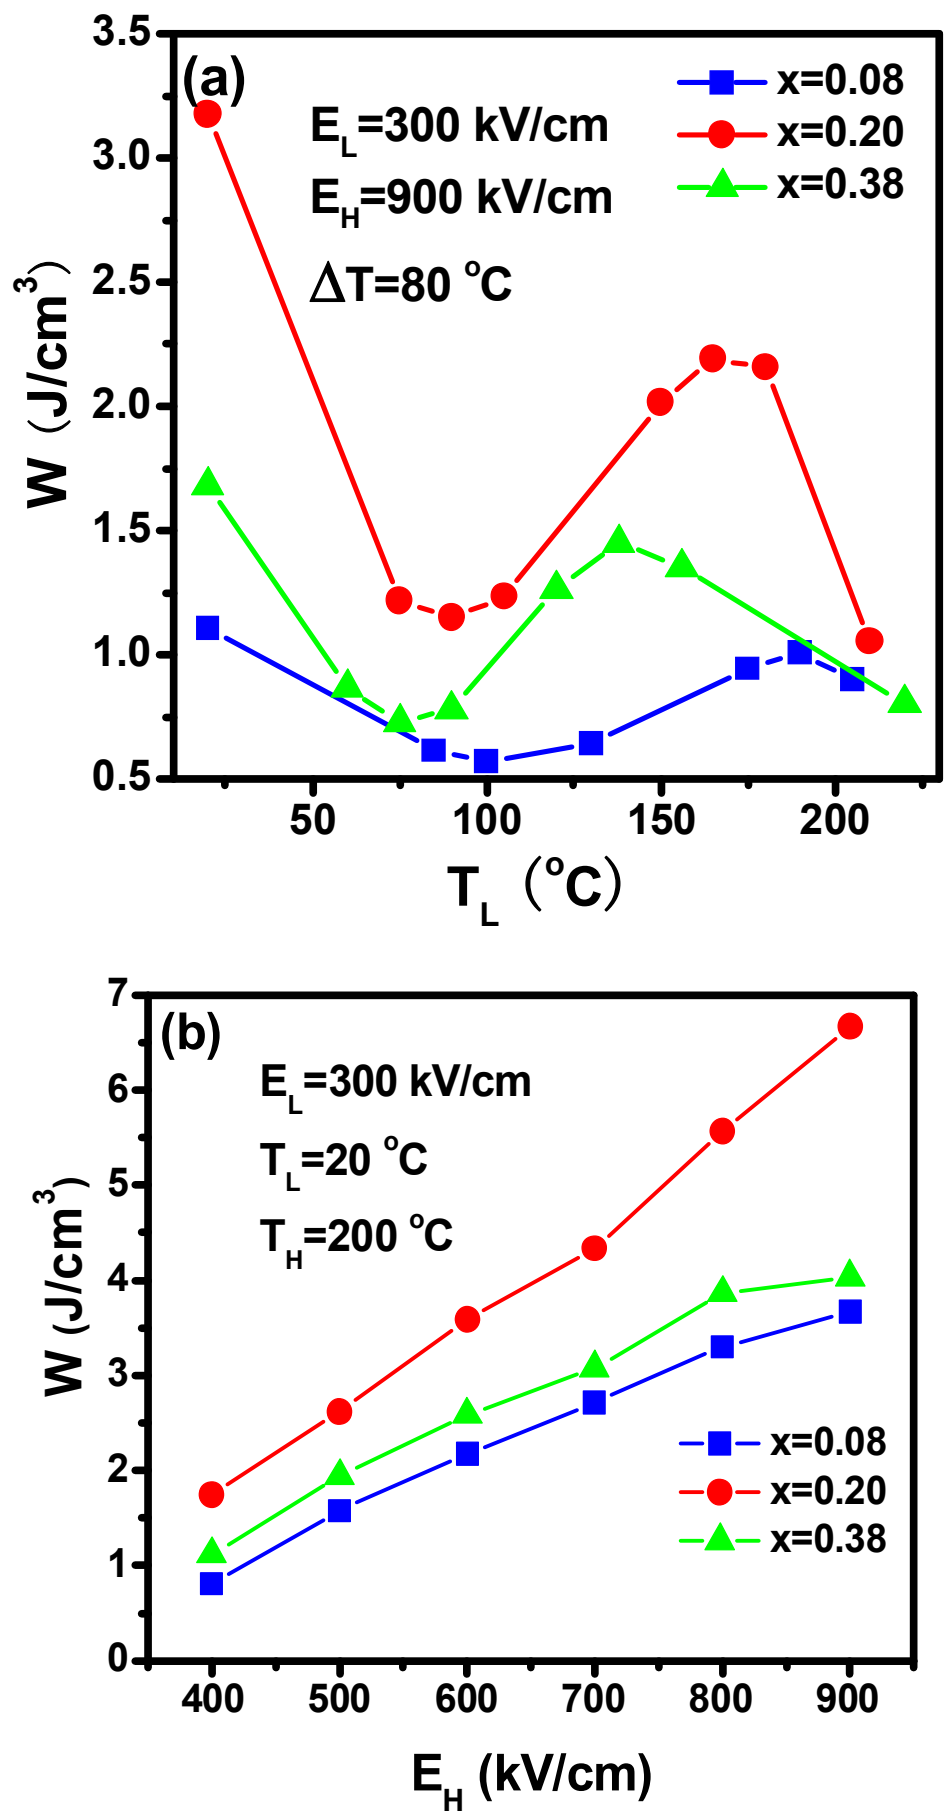 (a)
x=0.08
x=0.20
x=0.38
E_L=300 kV/cm
E_H=900 kV/cm
ΔT=80 °C
W (J/cm³)
3.5
3.0
2.5
2.0
1.5
1.0
0.5
50 100 150 200
T_L (°C)
(b)
E_L=300 kV/cm
T_L=20 °C
T_H=200 °C
W (J/cm³)
7
6
5
4
3
2
1
0
x=0.08
x=0.20
x=0.38
400 500 600 700 800 900
E_H (kV/cm)